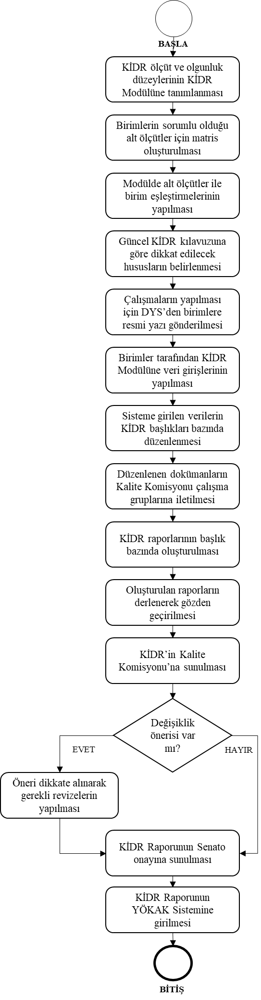 BAŞLA
KİDR ölçüt ve olgunluk
düzeylerinin KİDR
Modülüne tanımlanması
Birimlerin sorumlu olduğu
alt ölçütler için matris
oluşturulması
Modülde alt ölçütler ile
birim eşleştirmelerinin
yapılması
Güncel KİDR kılavuzuna
göre dikkat edilecek
hususların belirlenmesi
Çalışmaların yapılması
için DYS’den birimlere
resmi yazı gönderilmesi
Birimler tarafından KİDR
Modülüne veri girişlerinin
yapılması
Sisteme girilen verilerin
KİDR başlıkları bazında
düzenlenmesi
Düzenlenen dokümanların
Kalite Komisyonu çalışma
gruplarına iletilmesi
KİDR raporlarının başlık
bazında oluşturulması
Oluşturulan raporların
derlenerek gözden
geçirilmesi
KİDR’in Kalite
Komisyonu’na sunulması
Değişiklik
önerisi var
mı?
EVET
HAYIR
Öneri dikkate alınarak
gerekli revizelerin
yapılması
KİDR Raporunun Senato
onayına sunulması
KİDR Raporunun
YÖKAK Sistemine
girilmesi
BİTİŞ